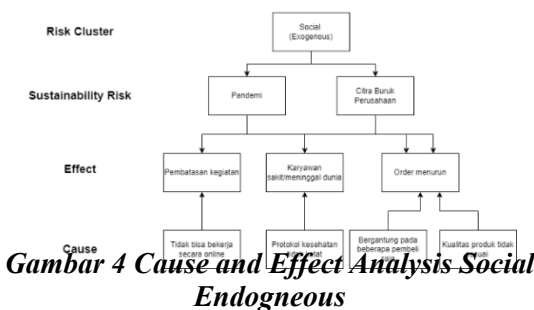 Risk Cluster
Social
(Exogenous)
Sustainability Risk
Pandemi
Citra Buruk
Perusahaan
Effect
Pembatasan kegiatan
Karyawan
sakit/meninggal dunia
Order menurun
Cause
Tidak bisa bekerja
secara online
Protokol kesehatan
Bergantung pada
beberapa pembeli
Kualitas produk tidak
Gambar 4 Cause and Effect Analysis Social
Endogneous